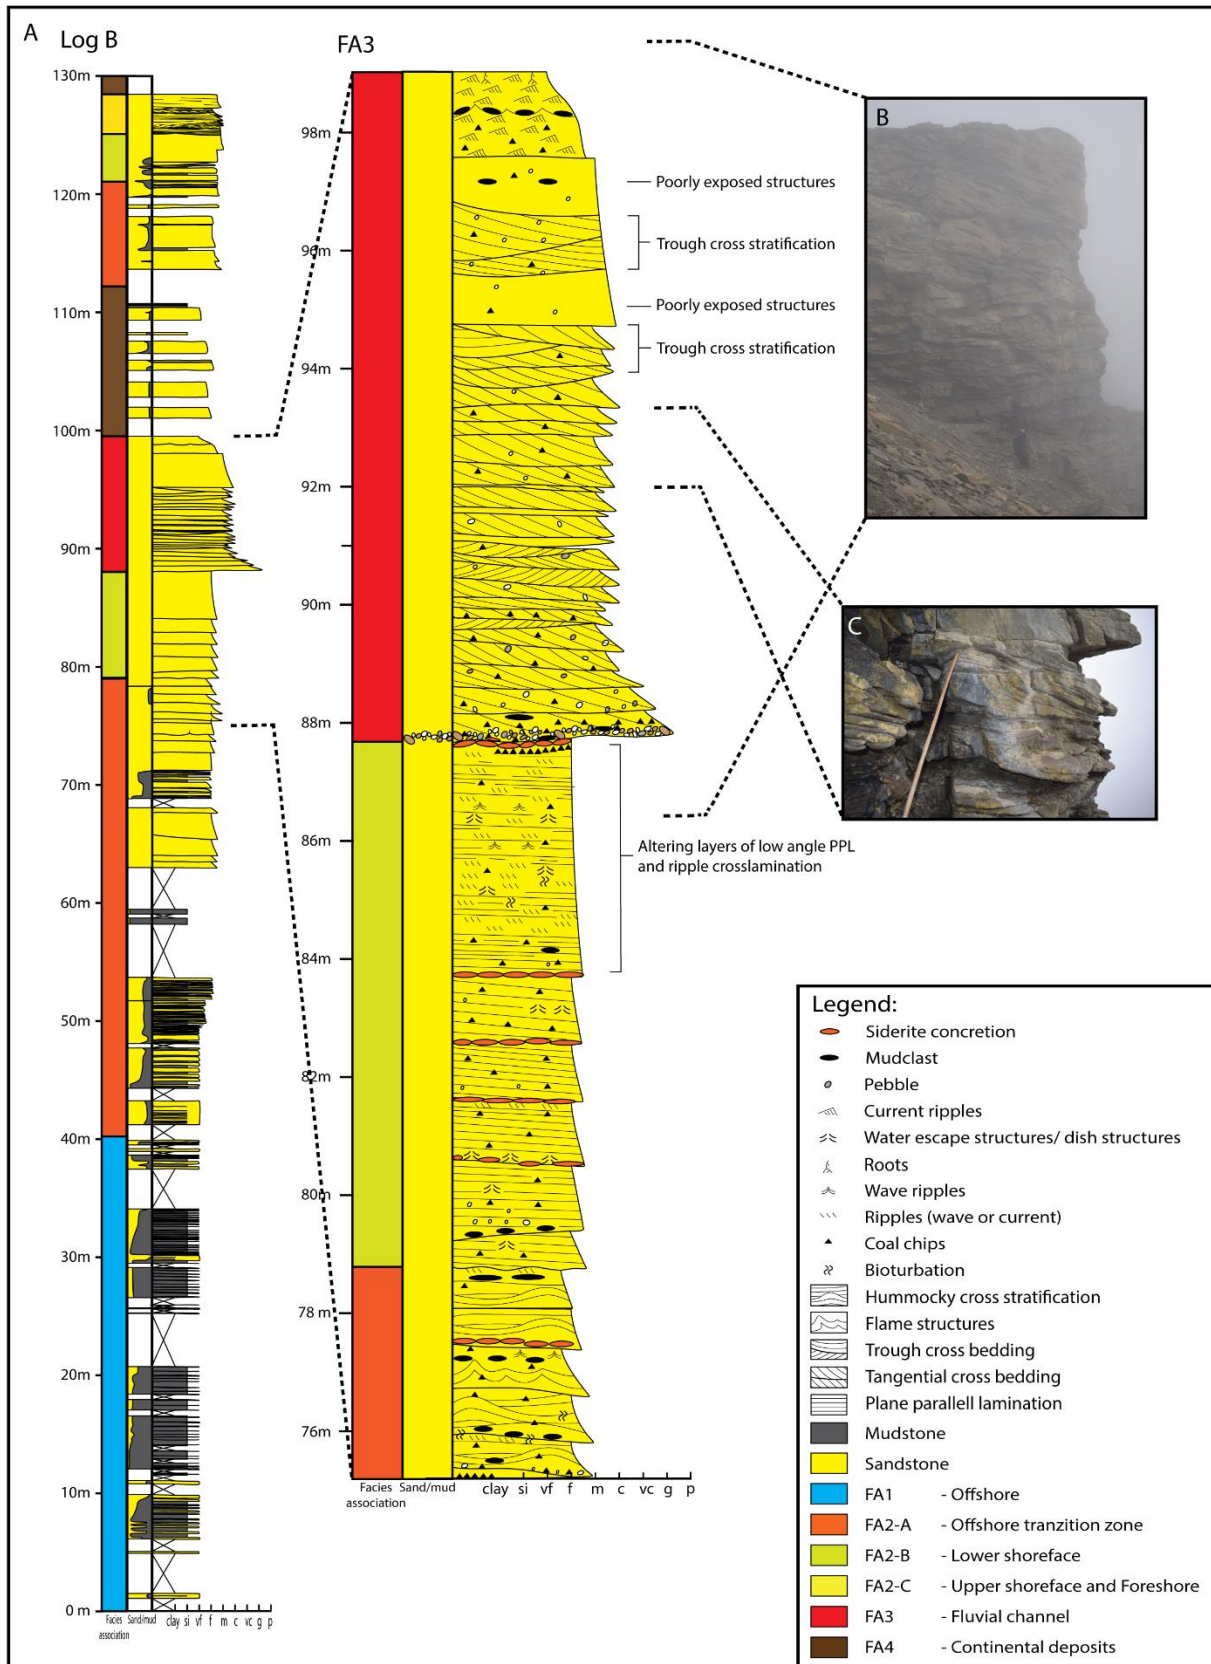 A
Log B
FA3
130m
120m
110m
100m
90m
80m
70m
60m
50m
40m
30m
20m
10m
0 m
Facies
association
Sand/mud
clay si vf f m c vc g p
98m
96m
94m
92m
90m
88m
86m
84m
82m
80m
78 m
76m
Facies
association
Sand/mud
clay si vf f m c vc g p
Poorly exposed structures
Trough cross stratification
Poorly exposed structures
Trough cross stratification
Altering layers of low angle PPL
and ripple crosslamination
B
C
Legend:
Siderite concretion
Mudclast
Pebble
Current ripples
Water escape structures/ dish structures
Roots
Wave ripples
Ripples (wave or current)
Coal chips
Bioturbation
Hummocky cross stratification
Flame structures
Trough cross bedding
Tangential cross bedding
Plane parallell lamination
Mudstone
Sandstone
FA1 - Offshore
FA2-A - Offshore tranzition zone
FA2-B - Lower shoreface
FA2-C - Upper shoreface and Foreshore
FA3 - Fluvial channel
FA4 - Continental deposits